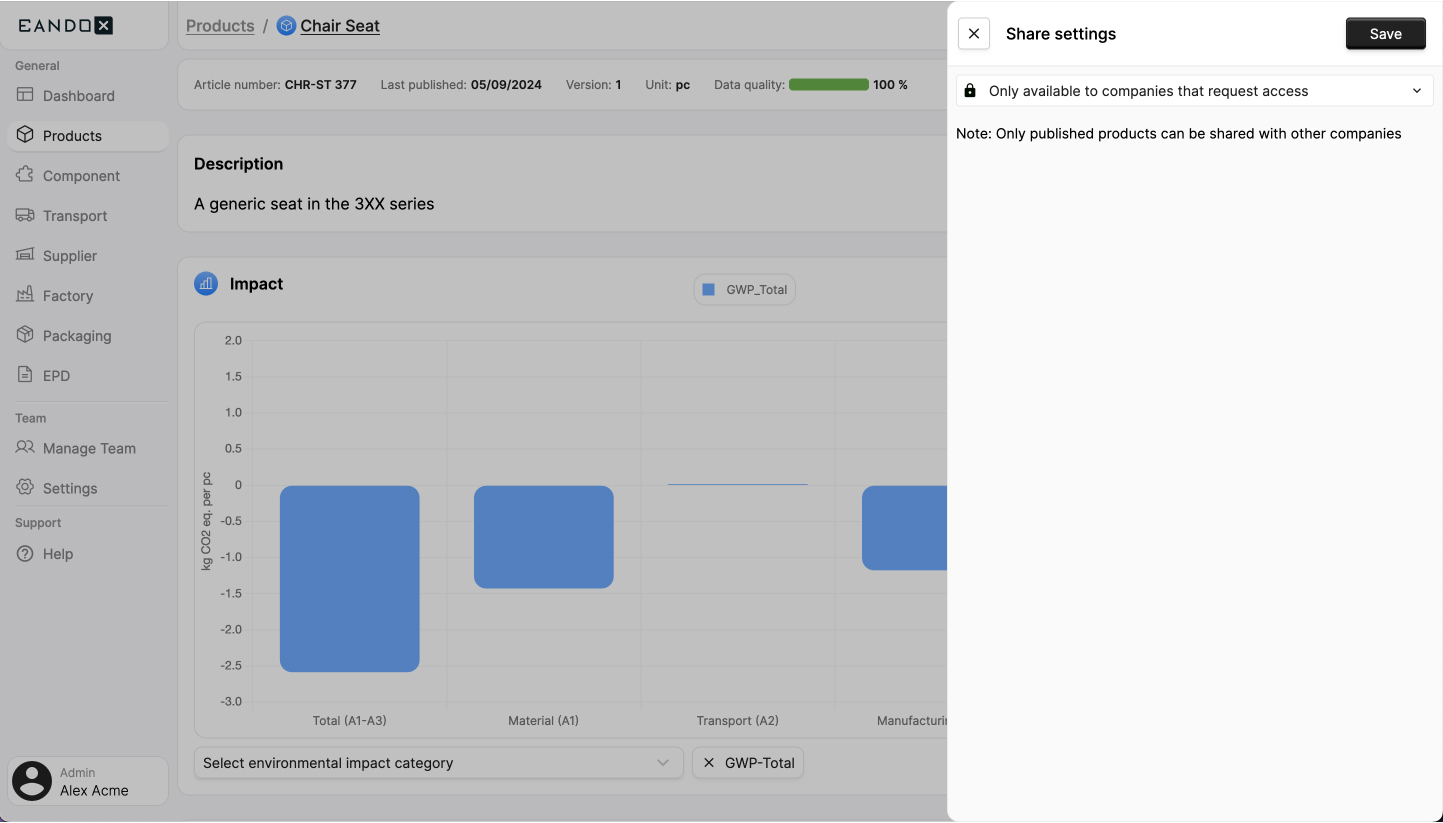 EANDOX
Products / Chair Seat
Share settings
Save
General
Dashboard
Products
Component
Transport
Supplier
Factory
Packaging
EPD
Team
Manage Team
Settings
Support
Help
Admin
Alex Acme
Article number: CHR-ST 377 Last published: 05/09/2024 Version: 1 Unit: pc Data quality: 100 %
Description
A generic seat in the 3XX series
Impact
GWP_Total
2.0
1.5
1.0
0.5
0
-0.5
-1.0
-1.5
-2.0
-2.5
-3.0
kg CO2 eq. per pc
Total (A1-A3) Material (A1) Transport (A2) Manufacturin
Select environmental impact category
GWP-Total
Only available to companies that request access
Note: Only published products can be shared with other companies